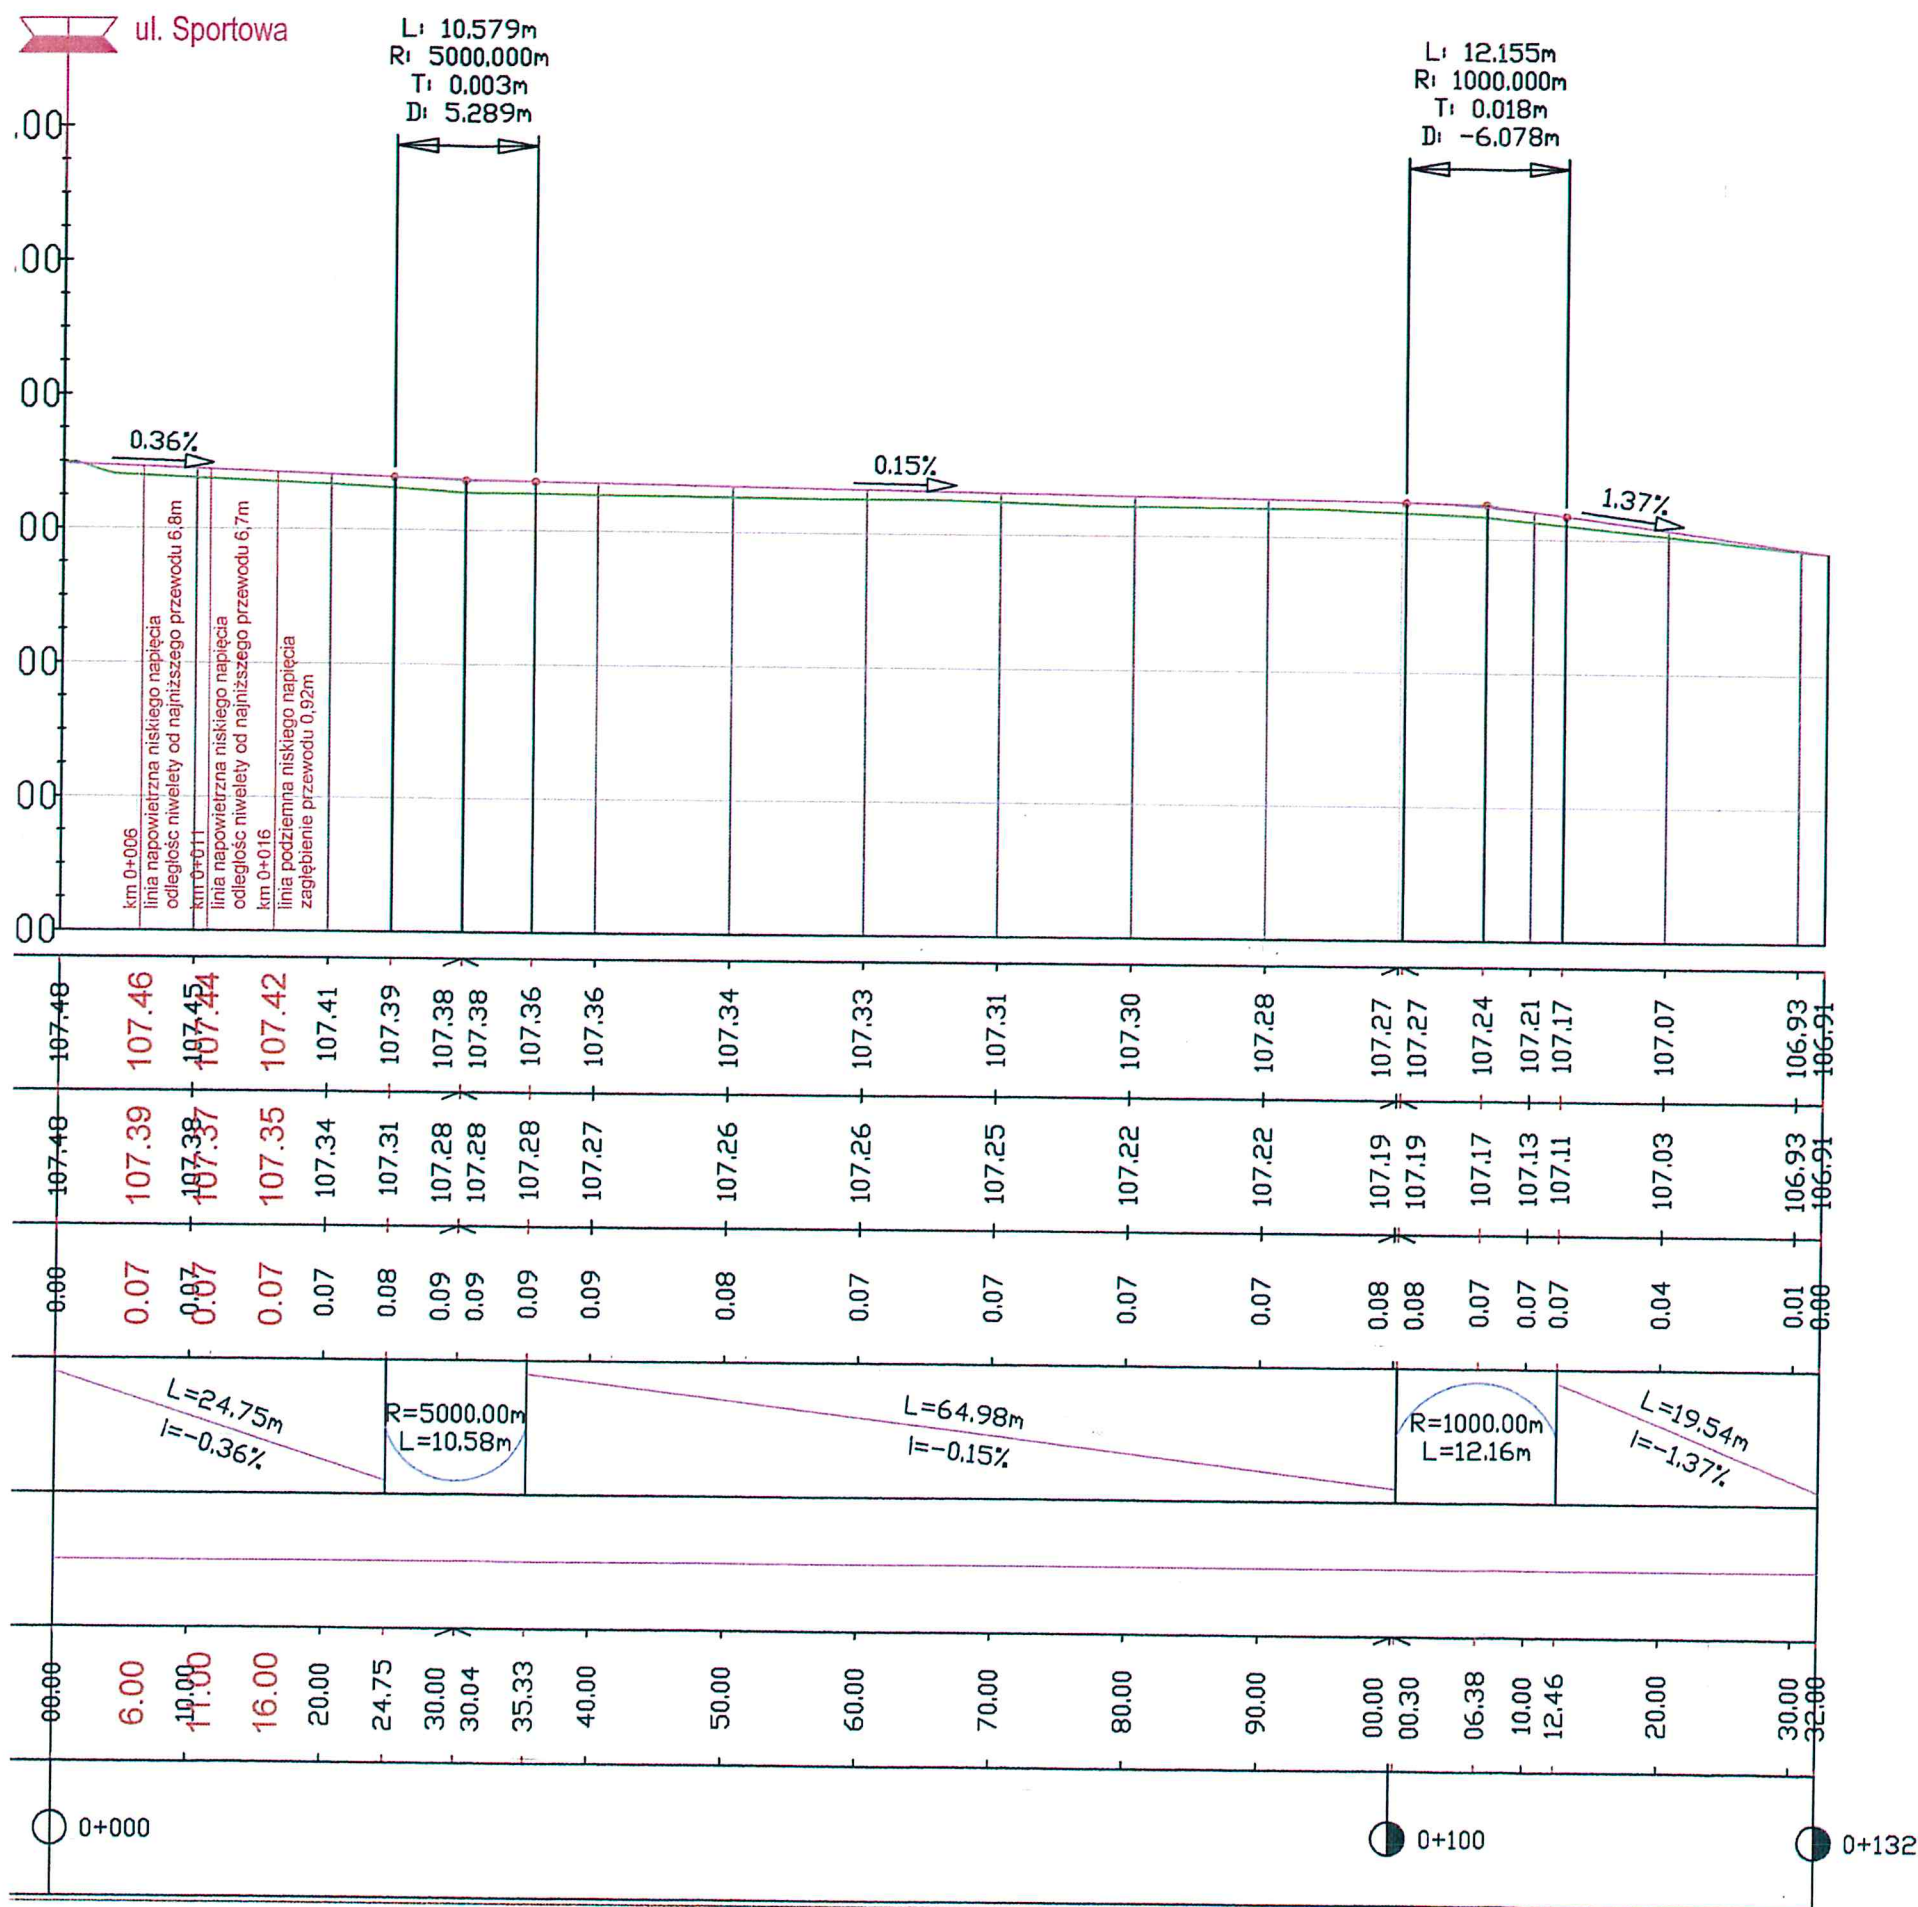 ul. Sportowa
L: 10.579m
R: 5000.000m
T: 0.003m
D: 5.289m
L: 12.155m
R: 1000.000m
T: 0.018m
D: -6.078m
.00
.00
00
00
00
00
00
0.36%
0.15%
1.37%
km 0+006
linia napowietrzna niskiego napięcia
odległośc niwelety od najniższego przewodu 6,8m
km 0+011
linia napowietrzna niskiego napięcia
odległośc niwelety od najniższego przewodu 6,7m
km 0+016
linia podziemna niskiego napięcia
zagłębienie przewodu 0,92m
107.48 107.46 107.45 107.44 107.42 107.41 107.39 107.38 107.38 107.36 107.36 107.34 107.33 107.31 107.30 107.28 107.27 107.27 107.24 107.21 107.17 107.07 106.93 106.91
107.48 107.39 107.38 107.37 107.35 107.34 107.31 107.28 107.28 107.28 107.27 107.26 107.26 107.25 107.22 107.22 107.19 107.19 107.17 107.13 107.11 107.03 106.93 106.91
0.00 0.07 0.07 0.07 0.07 0.07 0.08 0.09 0.09 0.09 0.09 0.08 0.07 0.07 0.07 0.07 0.08 0.08 0.07 0.07 0.07 0.04 0.01 0.00
L=24.75m
I=-0.36%
R=5000.00m
L=10.58m
L=64.98m
I=-0.15%
R=1000.00m
L=12.16m
L=19.54m
I=-1.37%
00.00 6.00 10.00 11.00 16.00 20.00 24.75 30.00 30.04 35.33 40.00 50.00 60.00 70.00 80.00 90.00 00.00 00.30 06.38 10.00 12.46 20.00 30.00 32.00
0+000
0+100
0+132